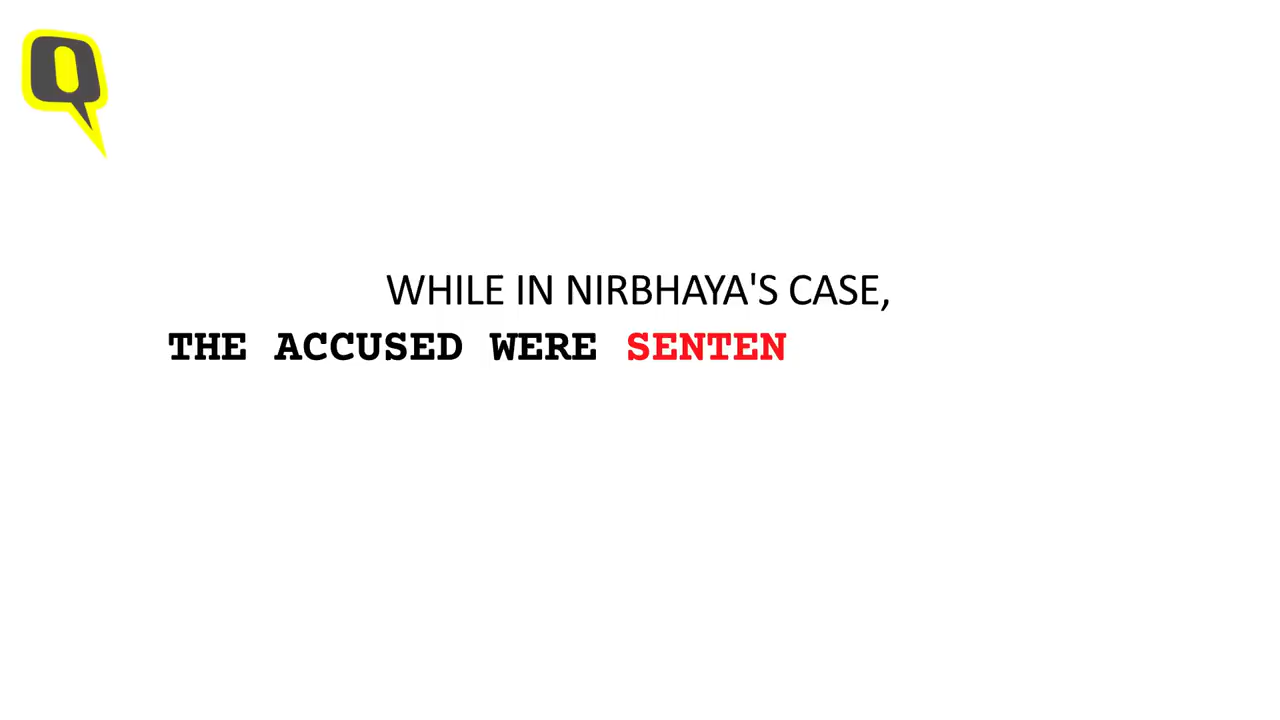 WHILE IN NIRBHAYA'S CASE,
THE ACCUSED WERE SENTEN